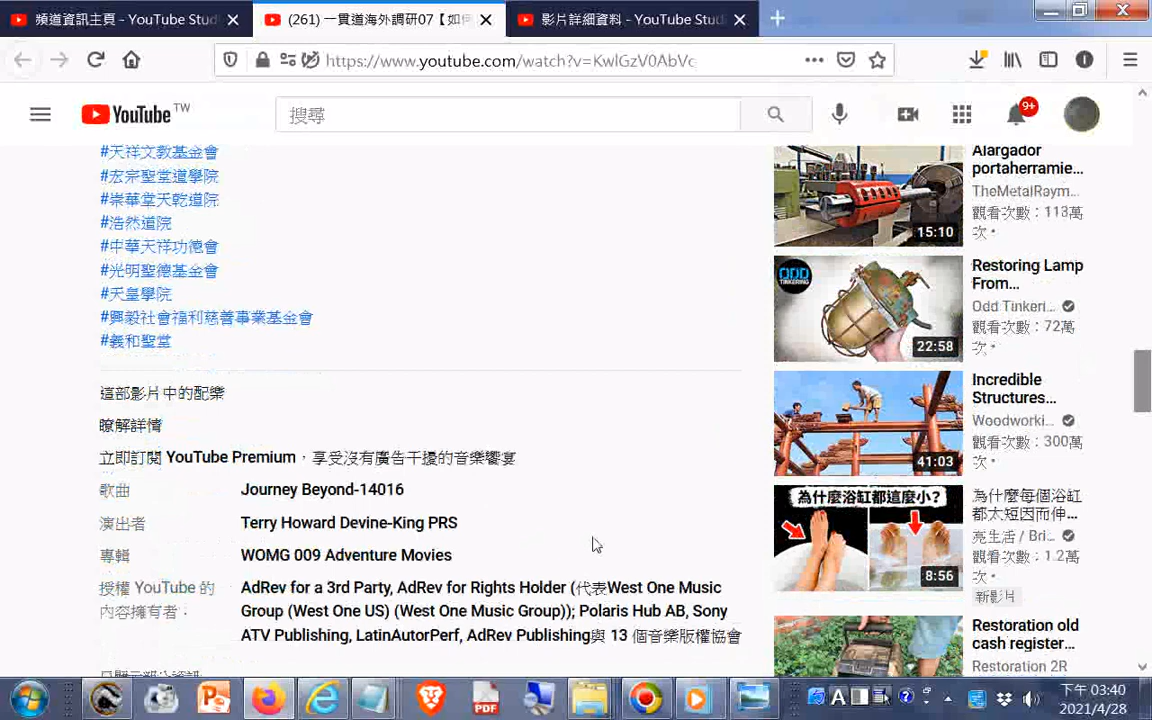 頻道資訊主頁 - YouTube Stud
(261) 一貫道海外調研07【如何
影片詳細資料 - YouTube Stud
https://www.youtube.com/watch?v=KwlGzV0AbVc
YouTube TW
搜尋
9+
#天祥文教基金會
#宏宗聖堂道學院
#崇華堂天乾道院
#浩然道院
#中華天祥功德會
#光明聖德基金會
#天皇學院
#興毅社會福利慈善事業基金會
#羲和聖堂
這部影片中的配樂
瞭解詳情
立即訂閱 YouTube Premium，享受沒有廣告干擾的音樂饗宴
歌曲 Journey Beyond-14016
演出者 Terry Howard Devine-King PRS
專輯 WOMG 009 Adventure Movies
授權 YouTube 的 AdRev for a 3rd Party, AdRev for Rights Holder (代表West One Music
內容擁有者： Group (West One US) (West One Music Group)); Polaris Hub AB, Sony
ATV Publishing, LatinAutorPerf, AdRev Publishing與 13 個音樂版權協會
只顯示部分資訊
Alargador
portaherramie...
TheMetalRaym...
觀看次數：113萬
次 •
15:10
ODD
TINKERING
Restoring Lamp
From...
Odd Tinkeri...
觀看次數：72萬
次 •
22:58
Incredible
Structures...
Woodworki...
觀看次數：300萬
次 •
41:03
為什麼浴缸都這麼小?
為什麼每個浴缸
都太短因而伸...
亮生活 / Bri...
觀看次數：1.2萬
次 •
新影片
8:56
Restoration old
cash register...
Restoration 2R
PDF
A
下午 03:40
2021/4/28